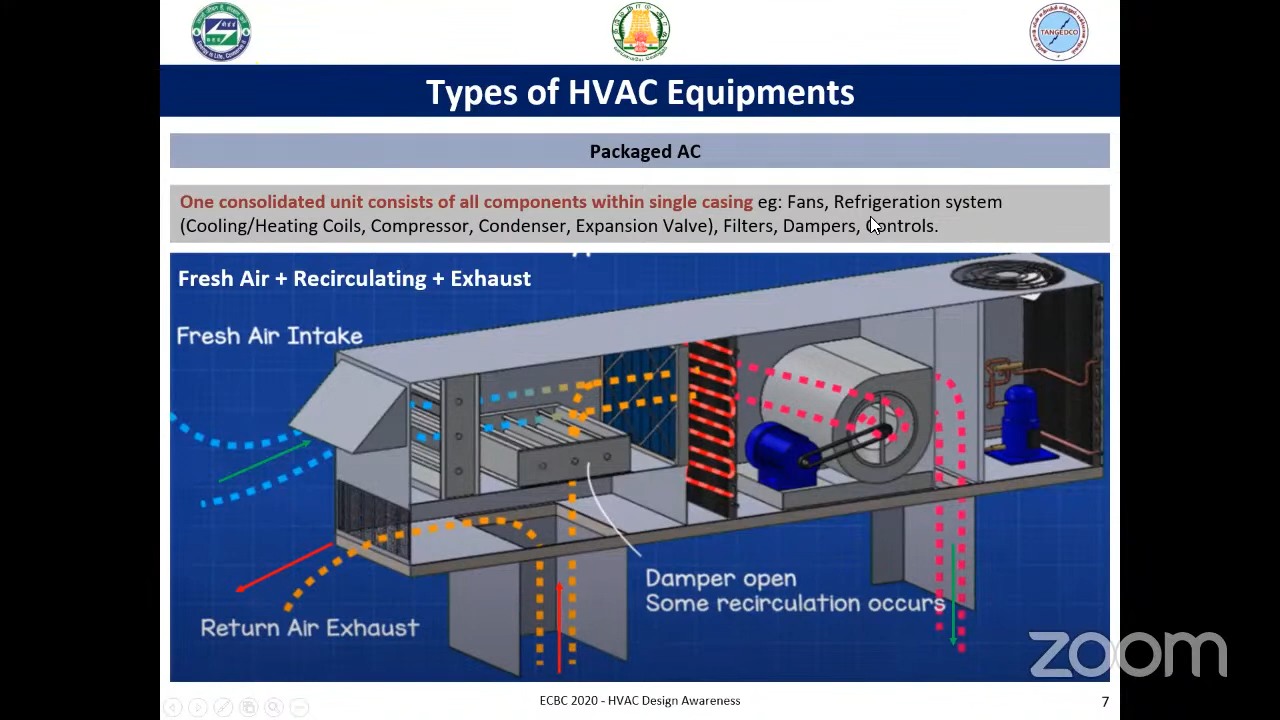 TANGEDCO
Types of HVAC Equipments
Packaged AC
One consolidated unit consists of all components within single casing eg: Fans, Refrigeration system
(Cooling/Heating Coils, Compressor, Condenser, Expansion Valve), Filters, Dampers, Controls.
Fresh Air + Recirculating + Exhaust
Fresh Air Intake
Damper open
Some recirculation occurs
Return Air Exhaust
zoom
ECBC 2020 - HVAC Design Awareness
7